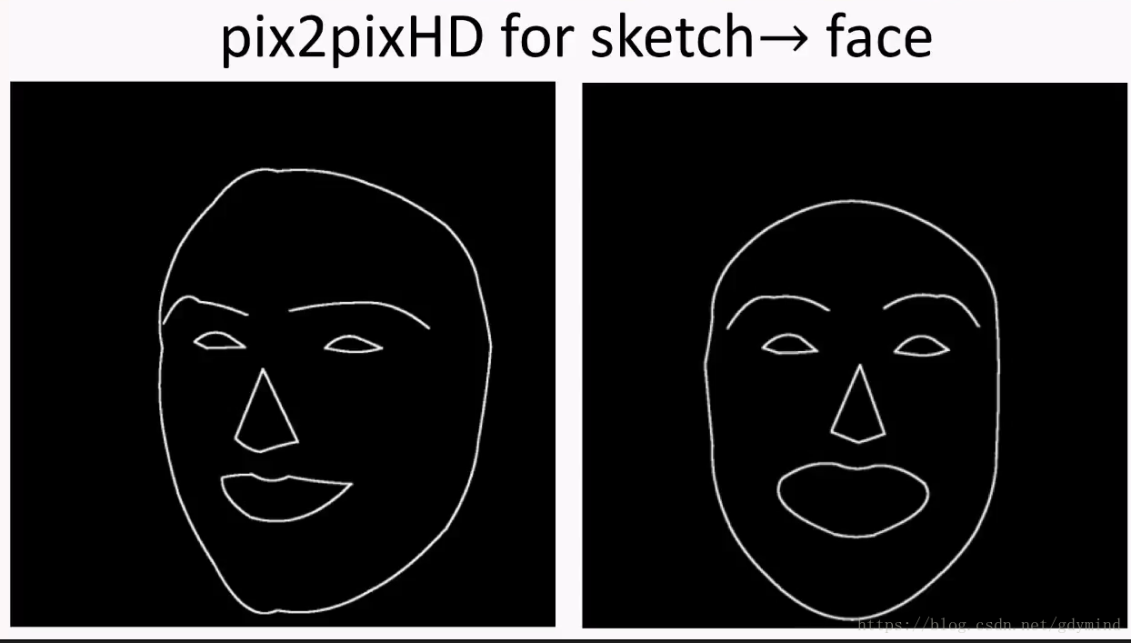 pix2pixHD for sketch→ face
https://blog.csdn.net/gdymind